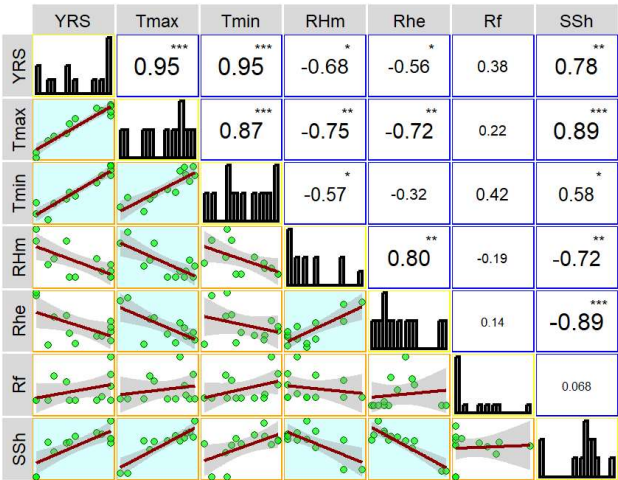 YRS Tmax Tmin RHm Rhe Rf SSh
YRS 0.95 *** 0.95 *** -0.68 * -0.56 * 0.38 0.78 **
Tmax 0.87 *** -0.75 ** -0.72 ** 0.22 0.89 ***
Tmin -0.57 * -0.32 0.42 0.58 *
RHm 0.80 ** -0.19 -0.72 **
Rhe 0.14 -0.89 ***
Rf 0.068
SSh